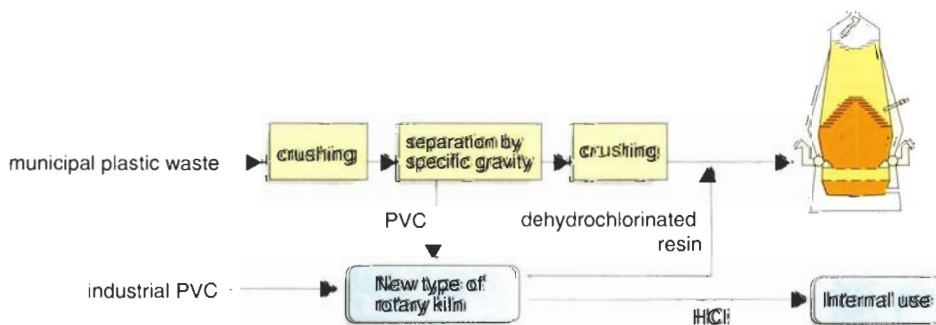 municipal plastic waste
crushing
separation by
specific gravity
crushing
PVC
dehydrochlorinated
resin
industrial PVC
New type of
rotary kiln
HCl
Internal use